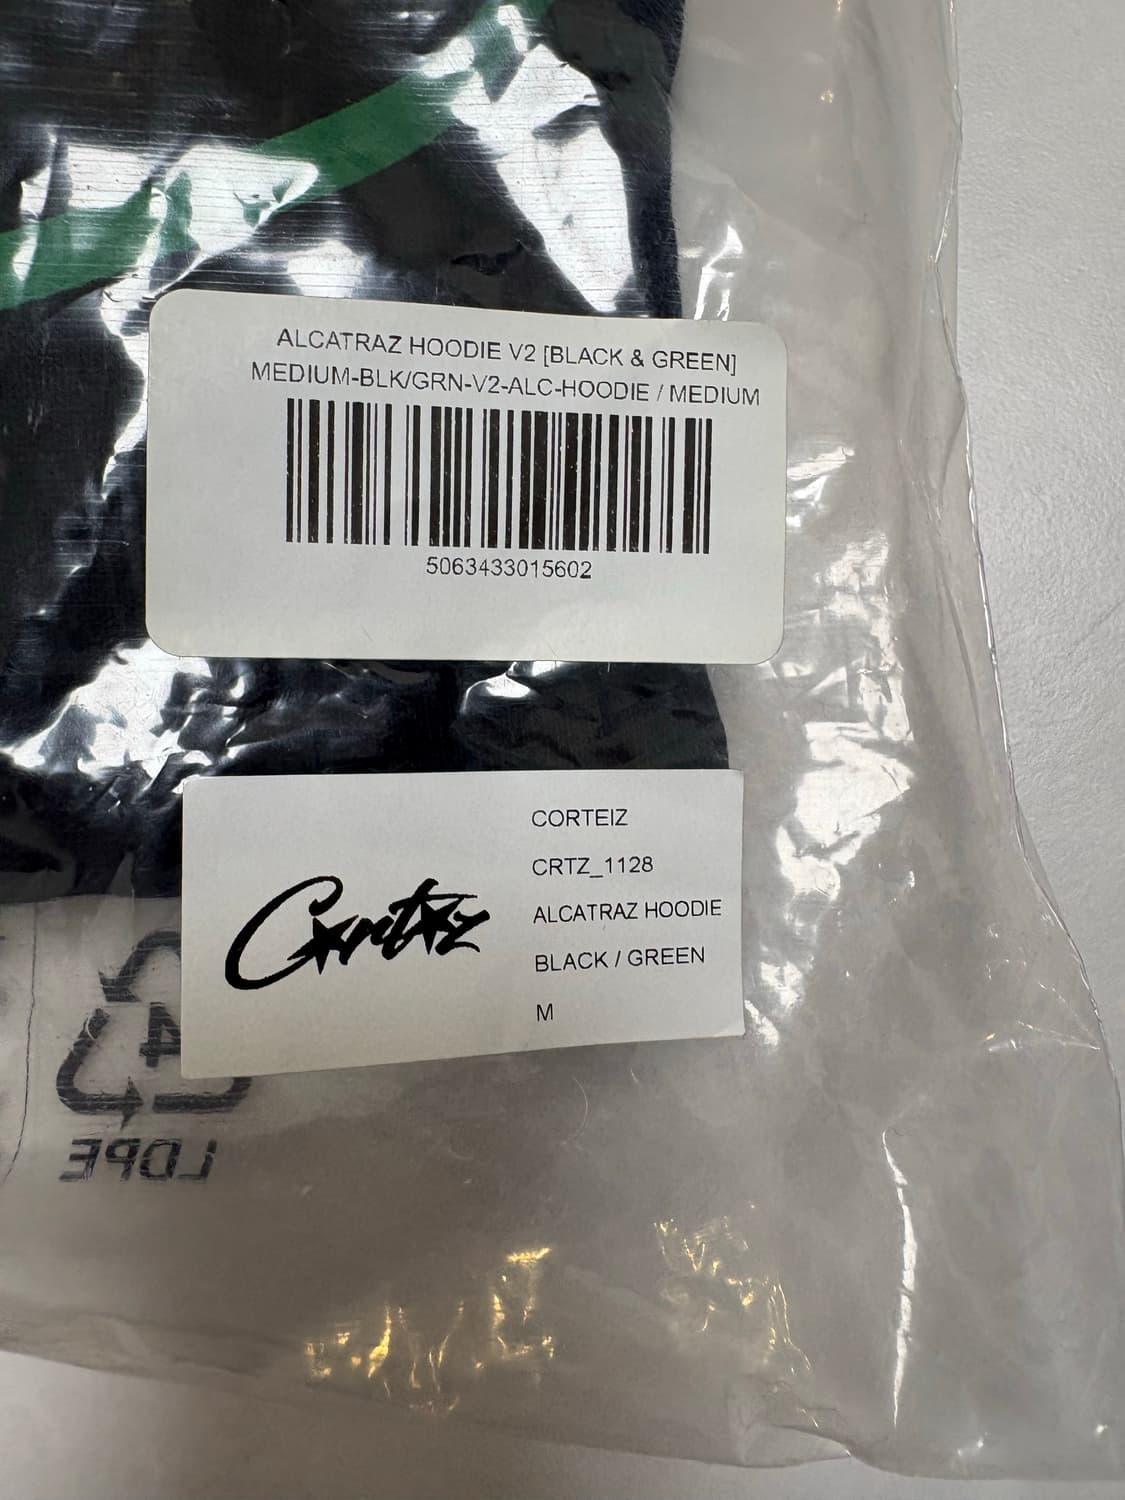 ALCATRAZ HOODIE V2 [BLACK & GREEN]
MEDIUM-BLK/GRN-V2-ALC-HOODIE / MEDIUM
5063433015602
CORTEIZ
CRTZ_1128
ALCATRAZ HOODIE
BLACK / GREEN
M
Corteiz
4
LDPE